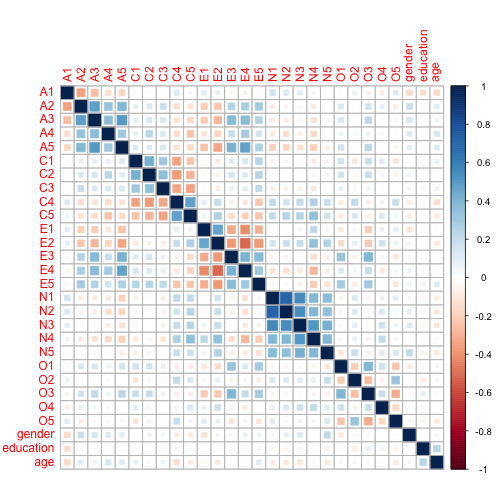 A1 A2 A3 A4 A5 C1 C2 C3 C4 C5 E1 E2 E3 E4 E5 N1 N2 N3 N4 N5 O1 O2 O3 O4 O5 gender education age
A1
A2
A3
A4
A5
C1
C2
C3
C4
C5
E1
E2
E3
E4
E5
N1
N2
N3
N4
N5
O1
O2
O3
O4
O5
gender
education
age
1
0.8
0.6
0.4
0.2
0
-0.2
-0.4
-0.6
-0.8
-1